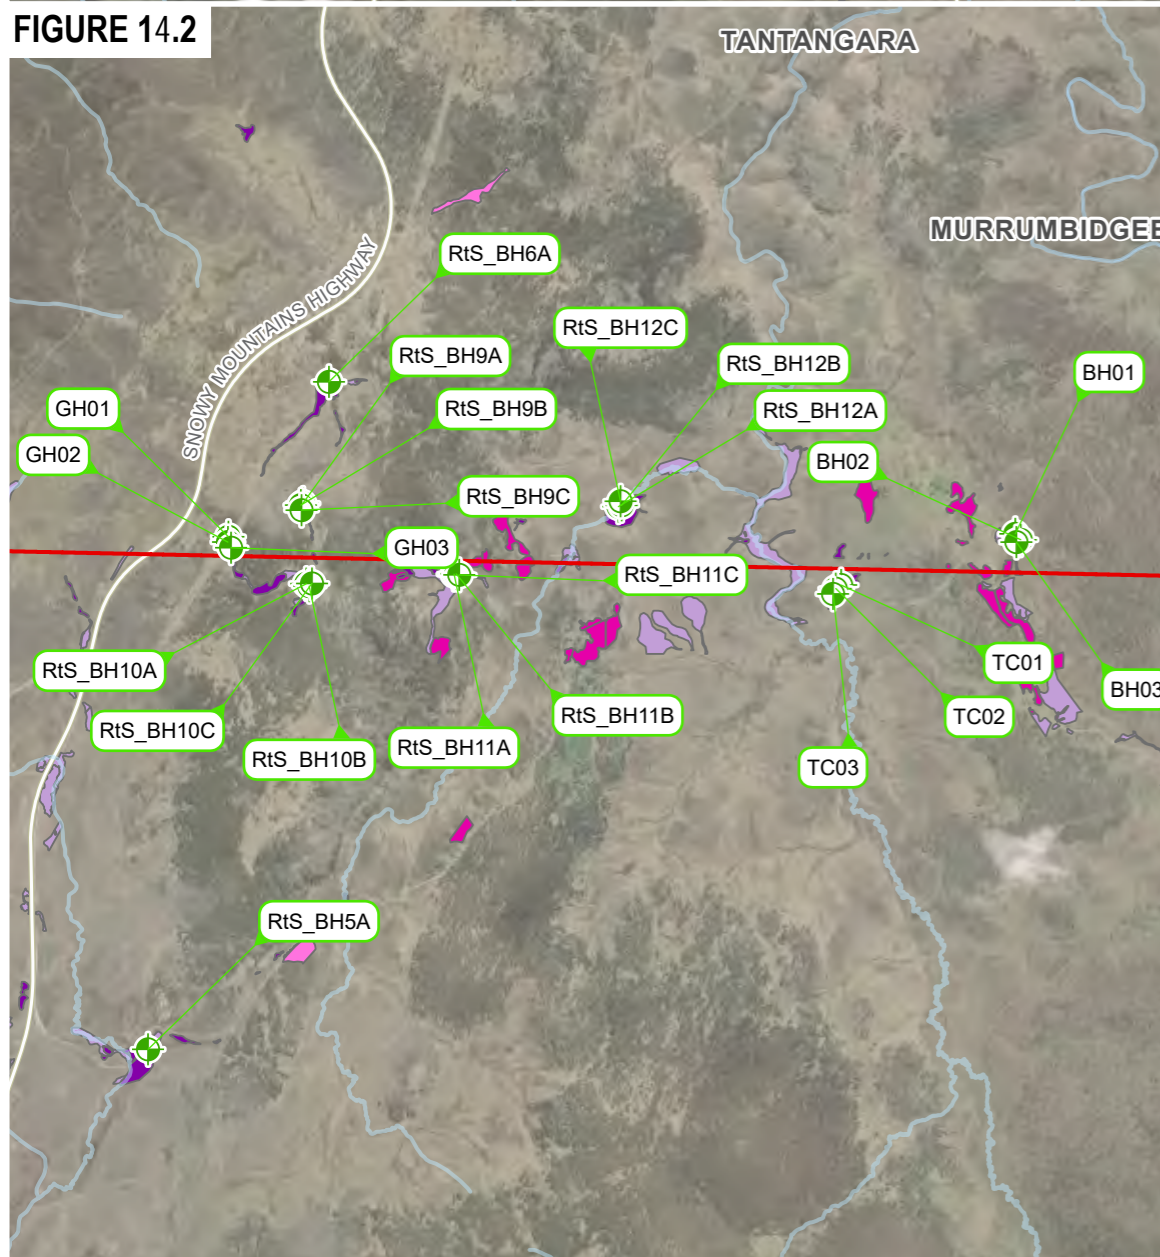 FIGURE 14.2
TANTANGARA
MURRUMBIDGEE
SNOWY MOUNTAINS HIGHWAY
RtS_BH6A
RtS_BH12C
RtS_BH9A
RtS_BH12B
BH01
GH01
RtS_BH9B
RtS_BH12A
GH02
BH02
RtS_BH9C
GH03
RtS_BH11C
RtS_BH10A
TC01
BH03
RtS_BH10C
RtS_BH11B
TC02
RtS_BH10B
RtS_BH11A
TC03
RtS_BH5A